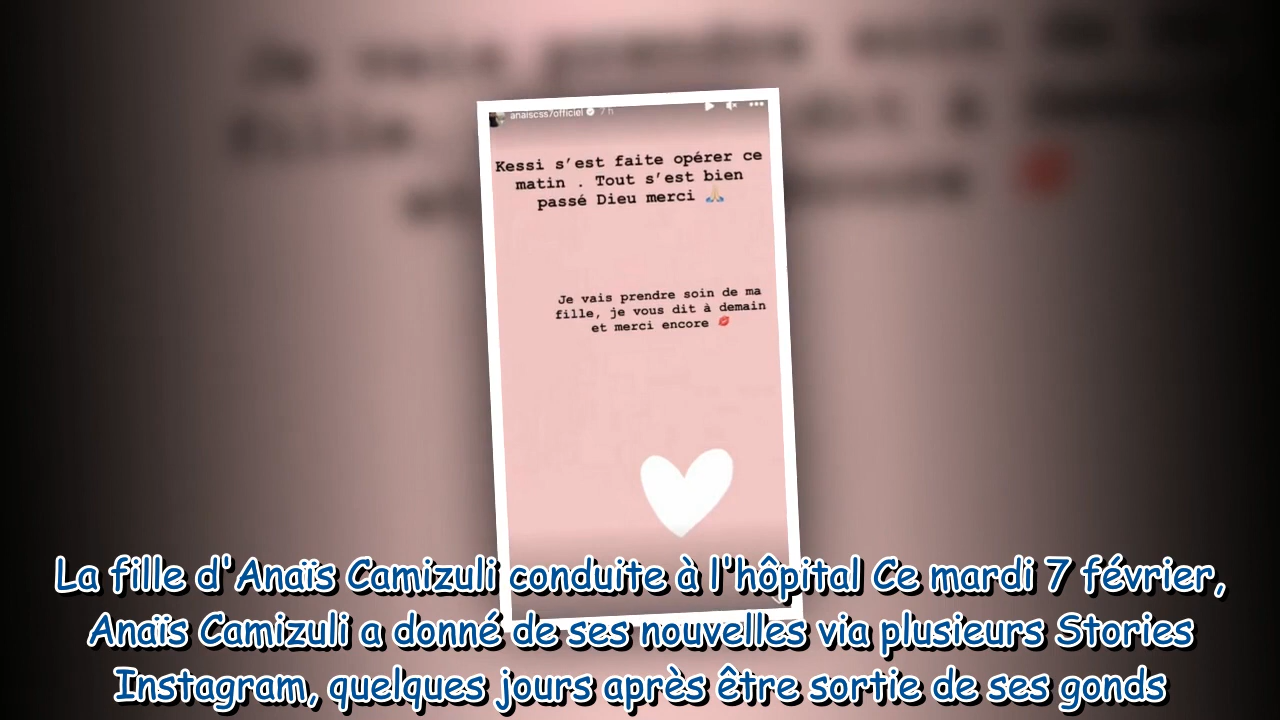 anaiscss7officiel 7 h
Kessi s’est faite opérer ce
matin . Tout s’est bien
passé Dieu merci 🙏🏼
Je vais prendre soin de ma
fille, je vous dit à demain
et merci encore 💋
La fille d'Anaïs Camizuli conduite à l'hôpital Ce mardi 7 février,
Anaïs Camizuli a donné de ses nouvelles via plusieurs Stories
Instagram, quelques jours après être sortie de ses gonds